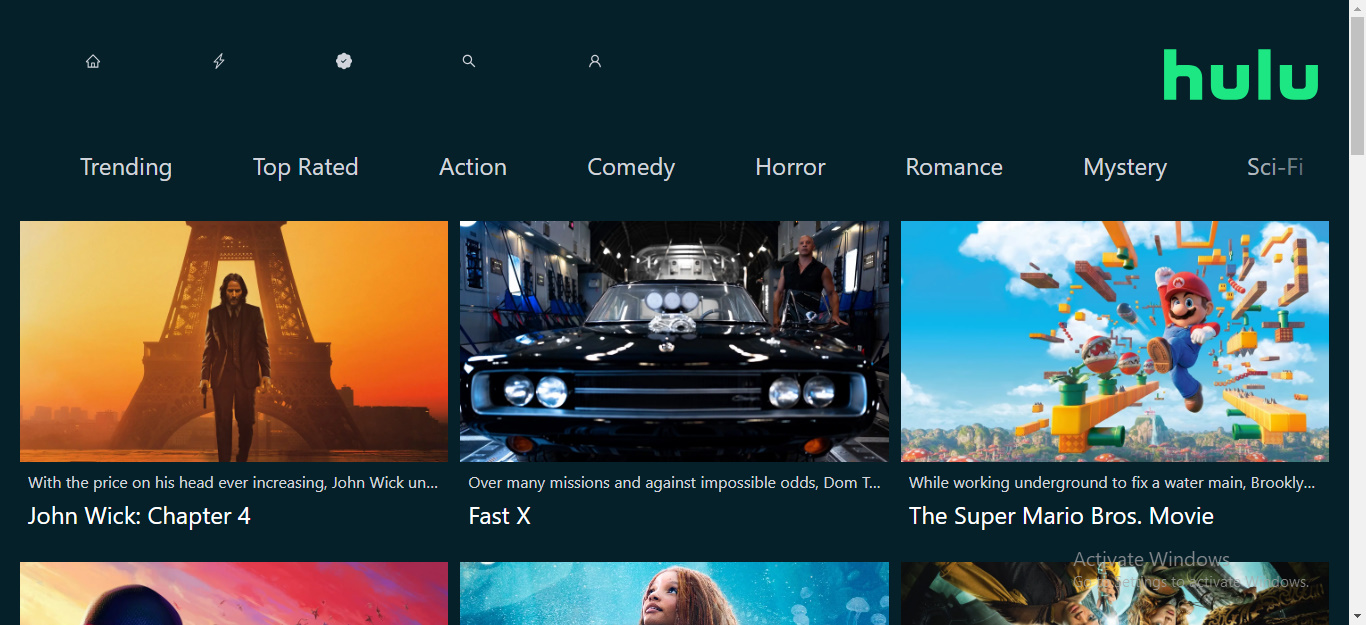 hulu
Trending Top Rated Action Comedy Horror Romance Mystery Sci-Fi
With the price on his head ever increasing, John Wick un...
John Wick: Chapter 4
Over many missions and against impossible odds, Dom T...
Fast X
While working underground to fix a water main, Brookly...
The Super Mario Bros. Movie
Activate Windows
Go to Settings to activate Windows.